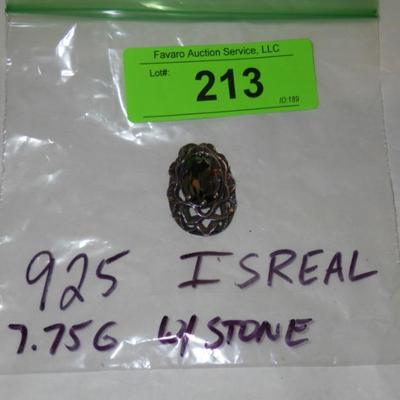 Favaro Auction Service, LLC
Lot#:
213
ID:189
925 ISREAL
7.75G W/ STONE